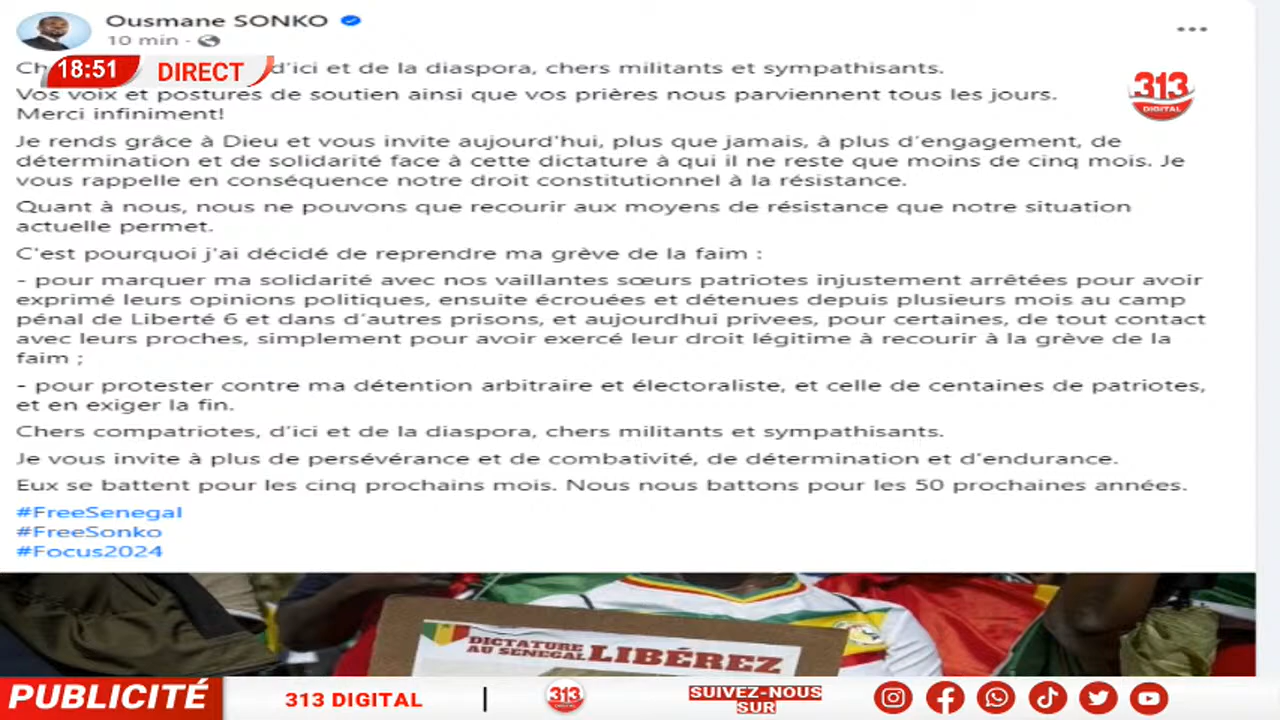 Ousmane SONKO
10 min ·
18:51
DIRECT
d'ici et de la diaspora, chers militants et sympathisants.
313
DIGITAL
Vos voix et postures de soutien ainsi que vos prières nous parviennent tous les jours.
Merci infiniment!
Je rends grâce à Dieu et vous invite aujourd'hui, plus que jamais, à plus d'engagement, de
détermination et de solidarité face à cette dictature à qui il ne reste que moins de cinq mois. Je
vous rappelle en conséquence notre droit constitutionnel à la résistance.
Quant à nous, nous ne pouvons que recourir aux moyens de résistance que notre situation
actuelle permet.
C'est pourquoi j'ai décidé de reprendre ma grève de la faim :
- pour marquer ma solidarité avec nos vaillantes sœurs patriotes injustement arrêtées pour avoir
exprimé leurs opinions politiques, ensuite écrouées et détenues depuis plusieurs mois au camp
pénal de Liberté 6 et dans d'autres prisons, et aujourdhui privees, pour certaines, de tout contact
avec leurs proches, simplement pour avoir exercé leur droit légitime à recourir à la grève de la
faim ;
- pour protester contre ma détention arbitraire et électoraliste, et celle de centaines de patriotes,
et en exiger la fin.
Chers compatriotes, d'ici et de la diaspora, chers militants et sympathisants.
Je vous invite à plus de persévérance et de combativité, de détermination et d'endurance.
Eux se battent pour les cinq prochains mois. Nous nous battons pour les 50 prochaines années.
#FreeSenegal
#FreeSonko
#Focus2024
DICTATURE
AU SENEGAL
LIBÉREZ
PUBLICITÉ
313 DIGITAL
|
313
SUIVEZ-NOUS
SUR